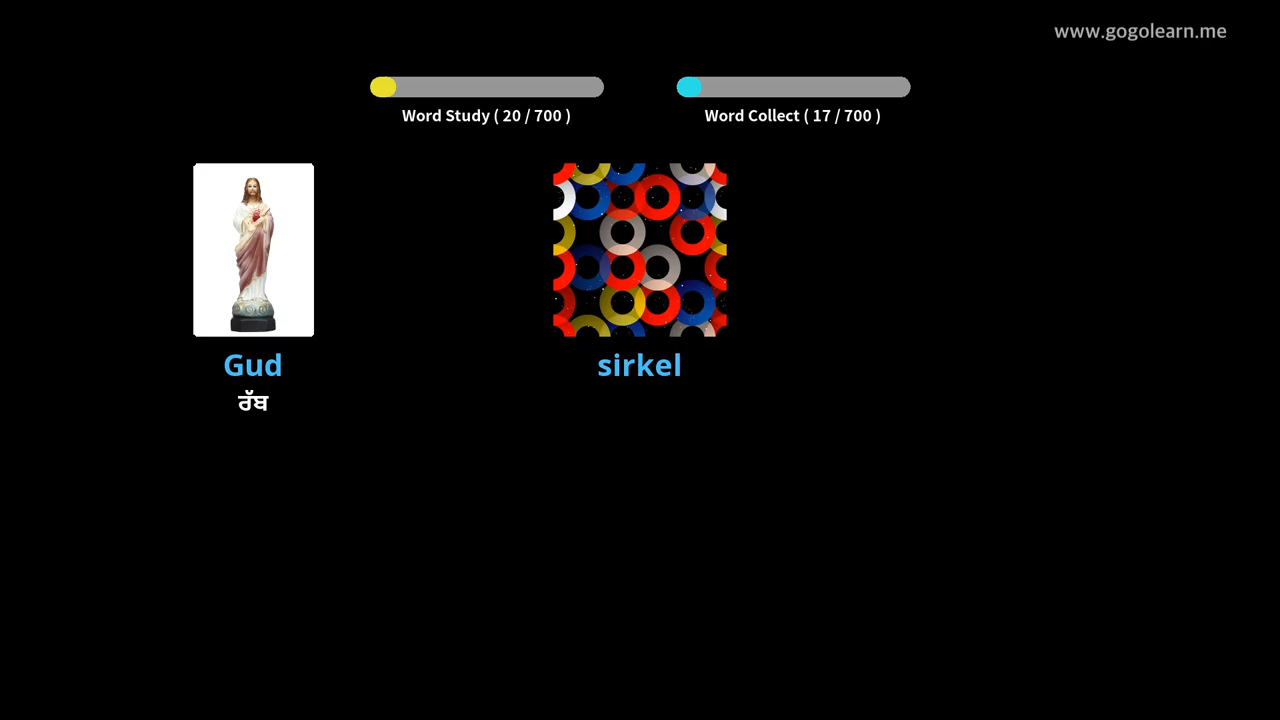 www.gogolearn.me
Word Study ( 20 / 700 )
Word Collect ( 17 / 700 )
Gud
sirkel
ਰੱਬ